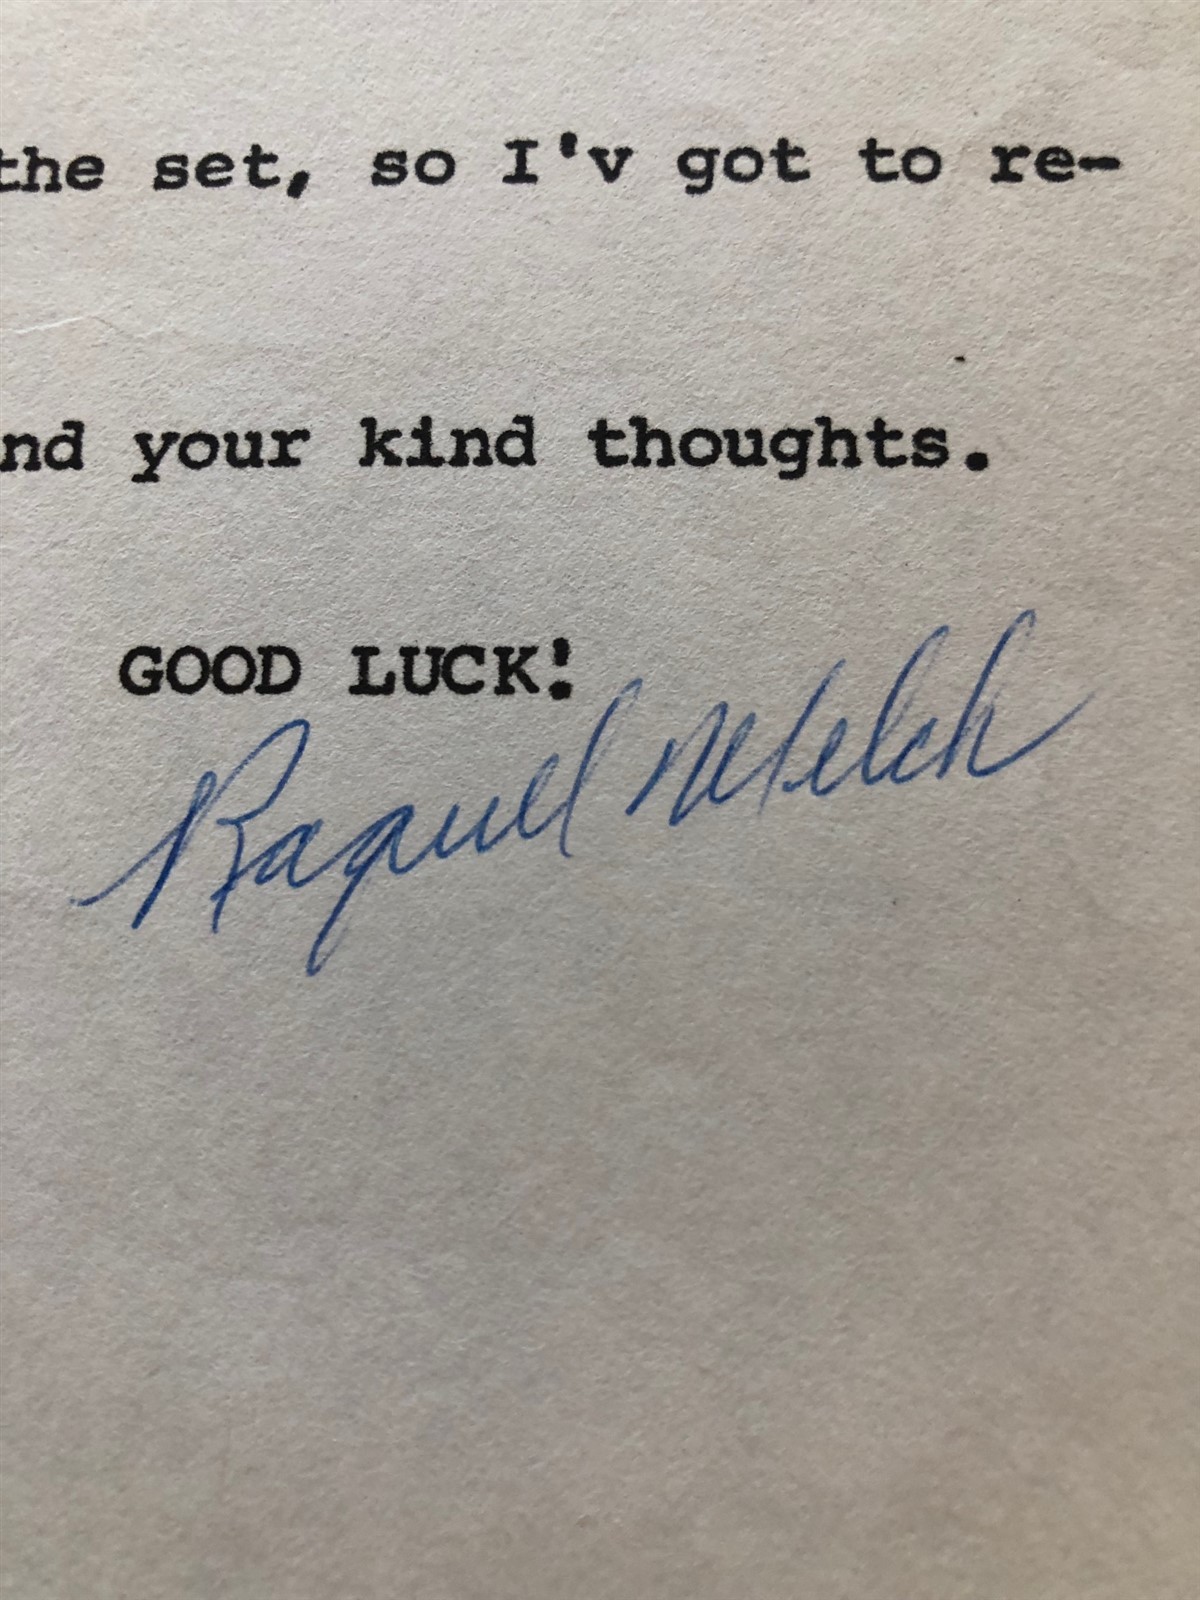 the set, so I'v got to re-
nd your kind thoughts.
GOOD LUCK!
Raquel Welch